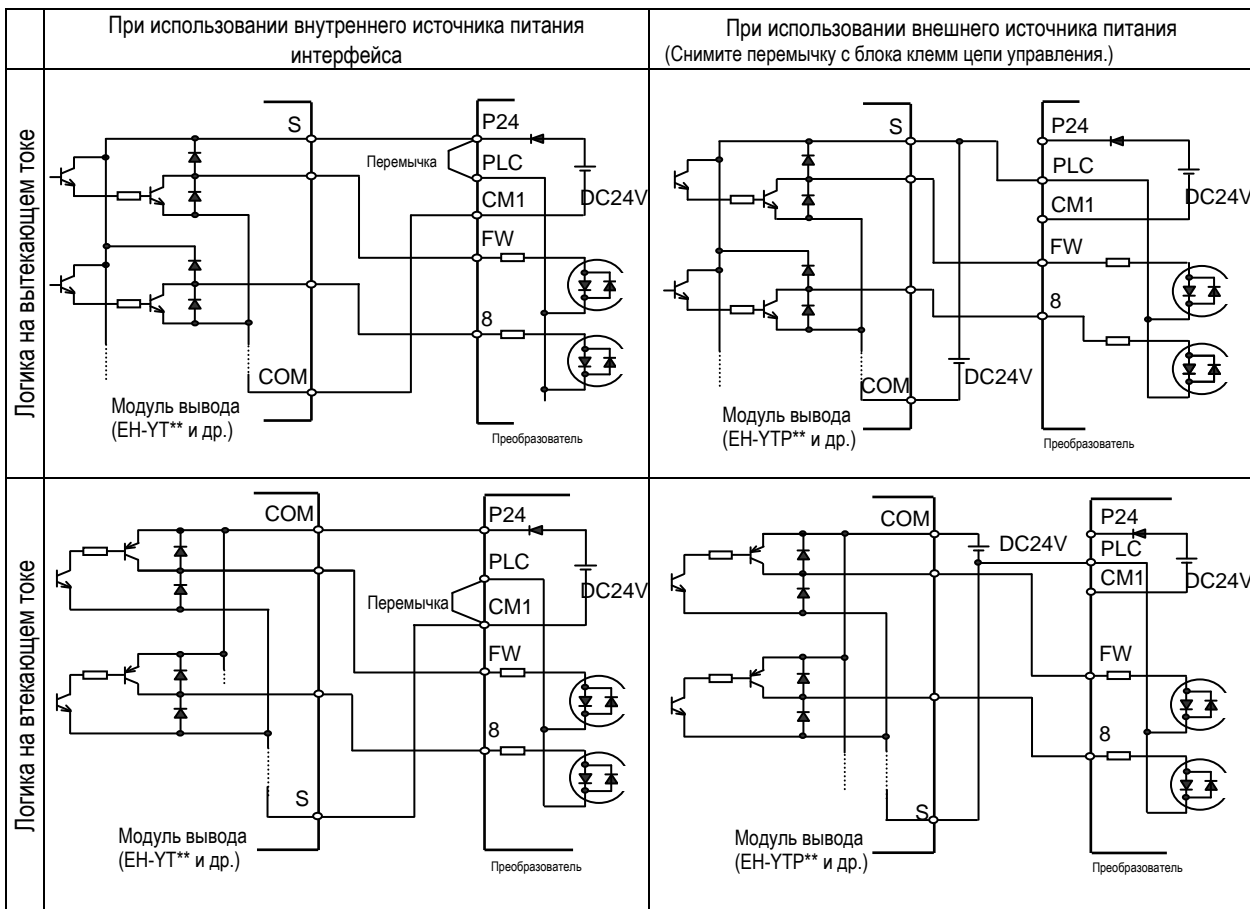 При использовании внутреннего источника питания
интерфейса
При использовании внешнего источника питания
(Снимите перемычку с блока клемм цепи управления.)
Логика на вытекающем токе
S
P24
Перемычка
PLC
DC24V
CM1
FW
8
COM
Модуль вывода
(EH-YT** и др.)
Преобразователь
S
P24
PLC
DC24V
CM1
FW
8
COM
DC24V
Модуль вывода
(EH-YTP** и др.)
Преобразователь
Логика на втекающем токе
COM
P24
PLC
DC24V
Перемычка
CM1
FW
8
S
Модуль вывода
(EH-YT** и др.)
Преобразователь
COM
P24
DC24V
PLC
CM1
DC24V
FW
8
S
Модуль вывода
(EH-YTP** и др.)
Преобразователь